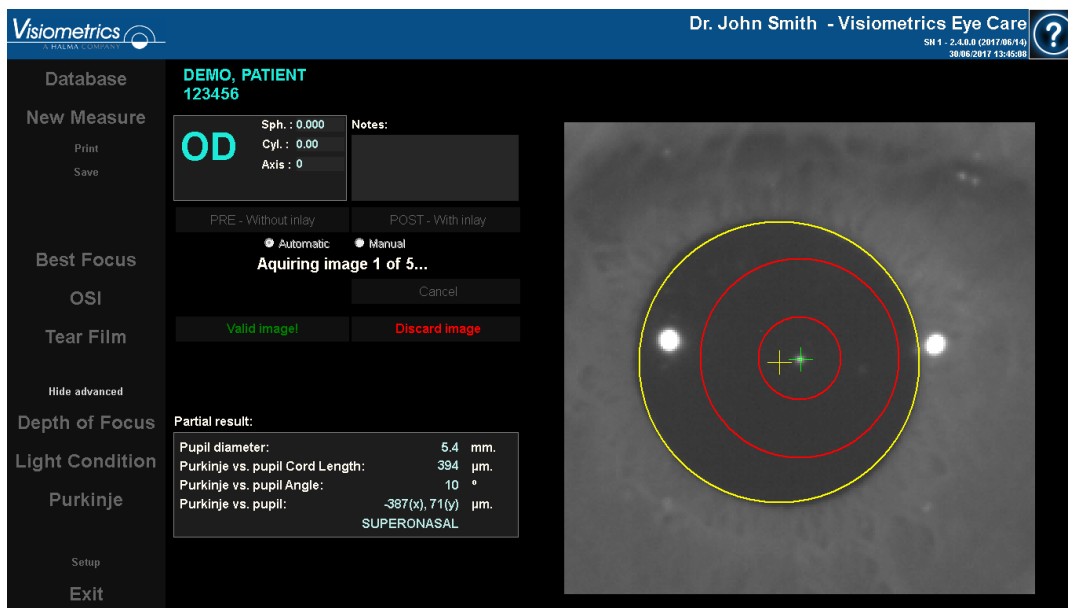 Visiometrics
A HALMA COMPANY
Dr. John Smith - Visiometrics Eye Care
SN 1 - 2.4.0.0 (2017/06/14)
30/06/2017 13:45:08
?
Database
New Measure
Print
Save
Best Focus
OSI
Tear Film
Hide advanced
Depth of Focus
Light Condition
Purkinje
Setup
Exit
DEMO, PATIENT
123456
OD
Sph. : 0.000
Cyl. : 0.00
Axis : 0
Notes:
PRE - Without inlay
POST - With inlay
Automatic
Manual
Aquiring image 1 of 5...
Cancel
Valid image!
Discard image
Partial result:
Pupil diameter: 5.4 mm.
Purkinje vs. pupil Cord Length: 394 µm.
Purkinje vs. pupil Angle: 10 º
Purkinje vs. pupil: -387(x), 71(y) µm.
SUPERONASAL